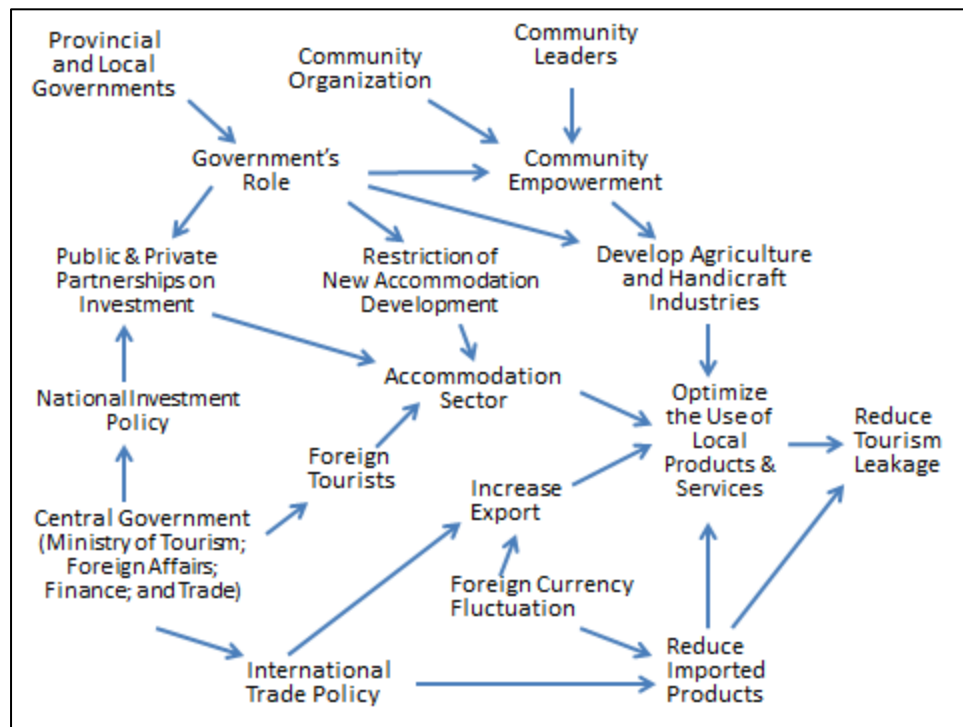 Provincial
and Local
Governments
Community
Organization
Community
Leaders
Government's
Role
Community
Empowerment
Public & Private
Partnerships on
Investment
Restriction of
New Accommodation
Development
Develop Agriculture
and Handicraft
Industries
National Investment
Policy
Accommodation
Sector
Optimize
the Use of
Local
Products &
Services
Reduce
Tourism
Leakage
Foreign
Tourists
Increase
Export
Central Government
(Ministry of Tourism;
Foreign Affairs;
Finance; and Trade)
Foreign Currency
Fluctuation
International
Trade Policy
Reduce
Imported
Products